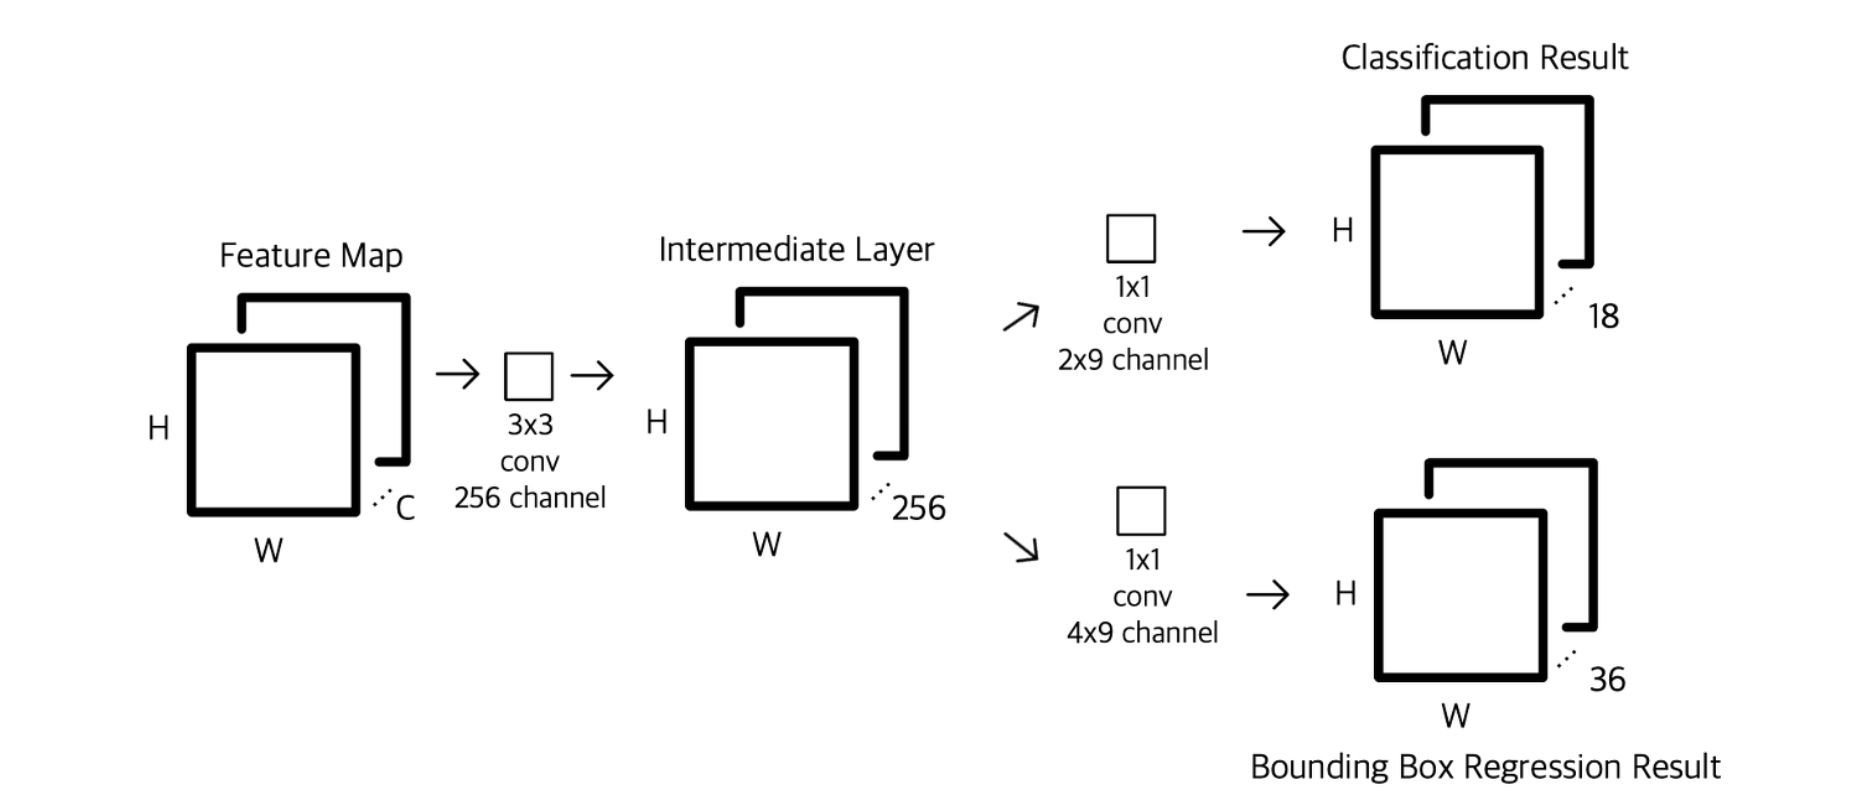 Feature Map
H
W
C
3x3
conv
256 channel
Intermediate Layer
H
W
256
1x1
conv
2x9 channel
Classification Result
H
W
18
1x1
conv
4x9 channel
H
W
36
Bounding Box Regression Result